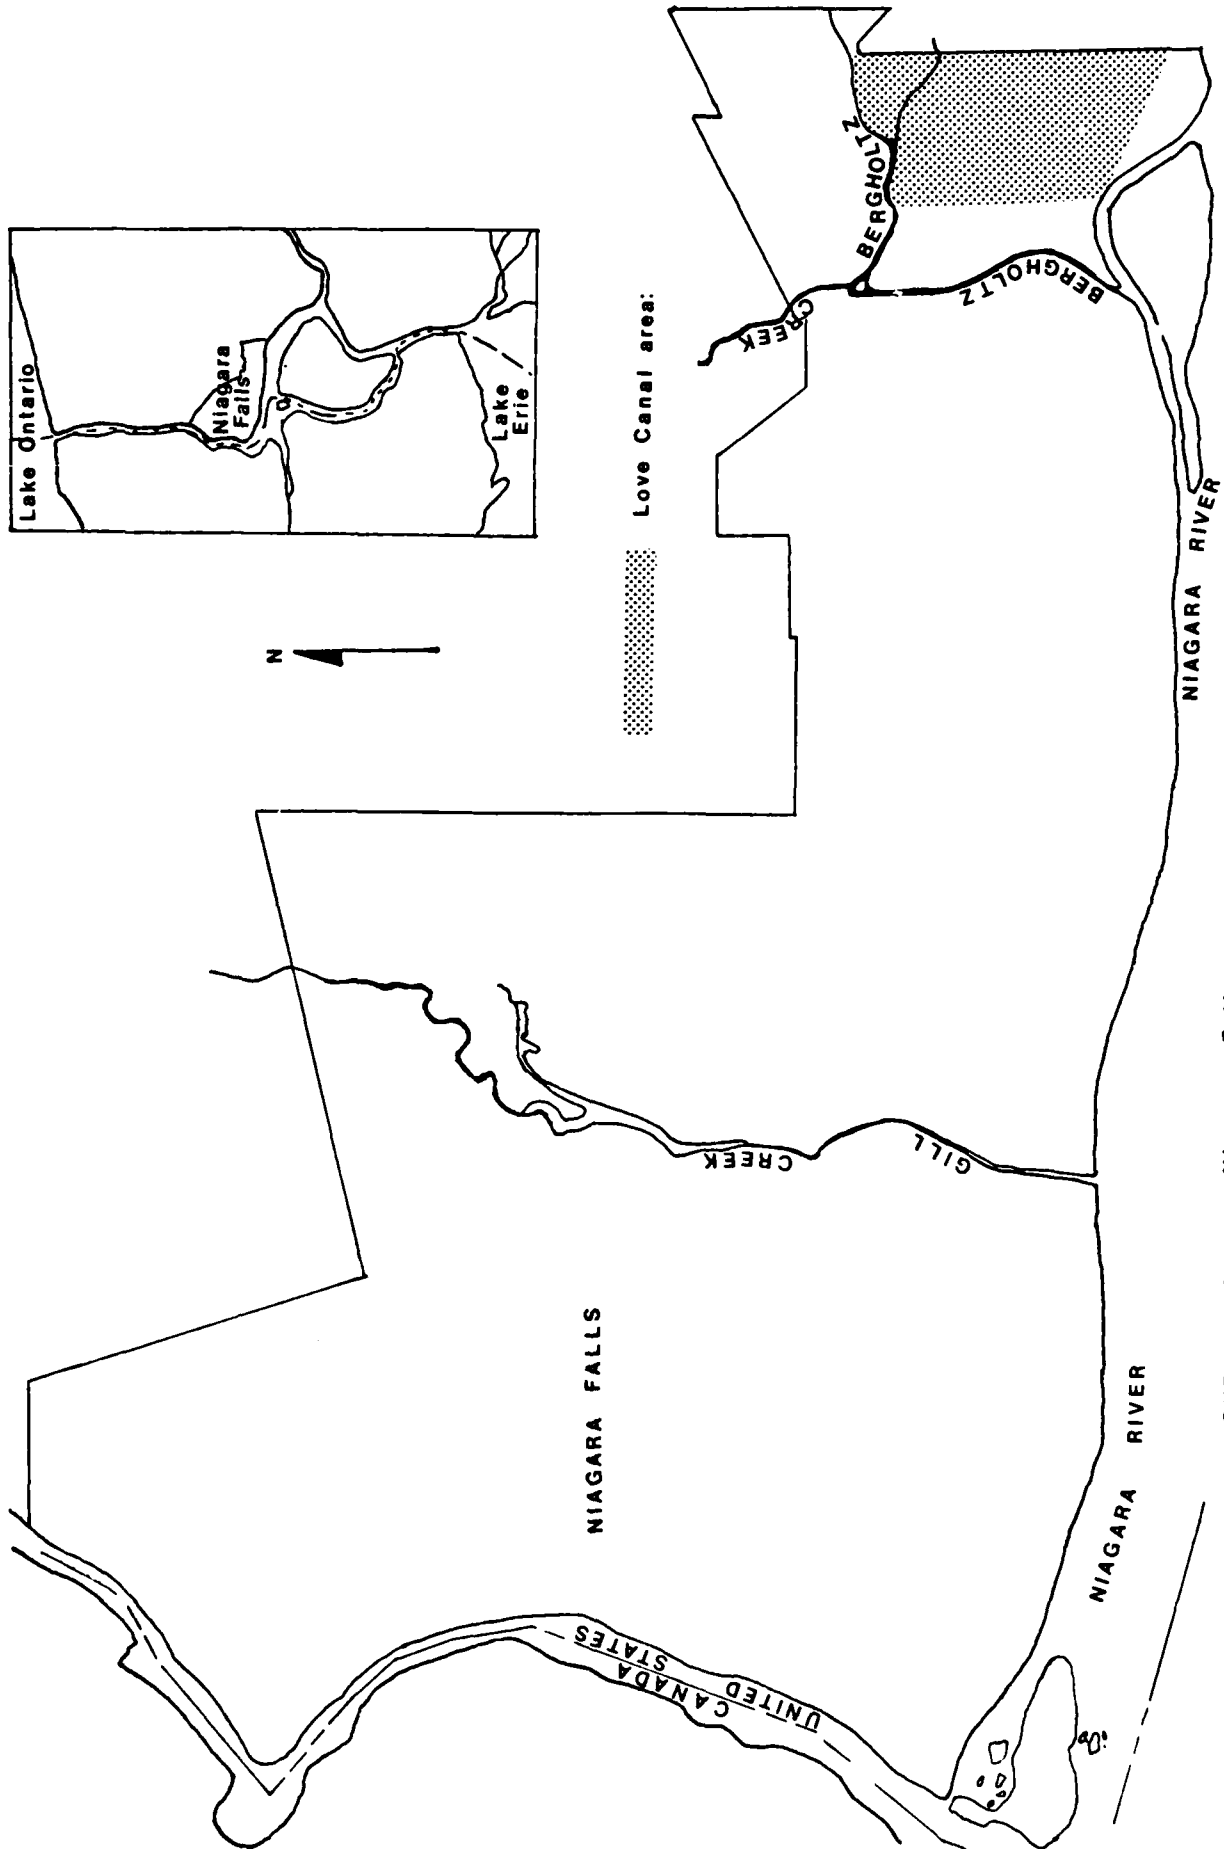 Lake Ontario
Niagara
Falls
Lake
Erie
N
Love Canal area:
BERGHOLTZ
CREEK
BERGHOLTZ
GILL
CREEK
NIAGARA FALLS
UNITED
STATES
CANADA
NIAGARA RIVER
NIAGARA RIVER